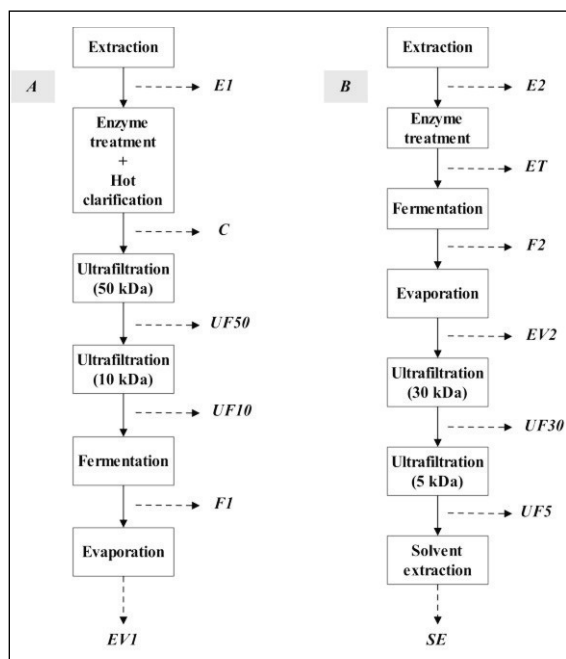 A
Extraction
E1
Enzyme
treatment
+
Hot
clarification
C
Ultrafiltration
(50 kDa)
UF50
Ultrafiltration
(10 kDa)
UF10
Fermentation
F1
Evaporation
EV1
B
Extraction
E2
Enzyme
treatment
ET
Fermentation
F2
Evaporation
EV2
Ultrafiltration
(30 kDa)
UF30
Ultrafiltration
(5 kDa)
UF5
Solvent
extraction
SE